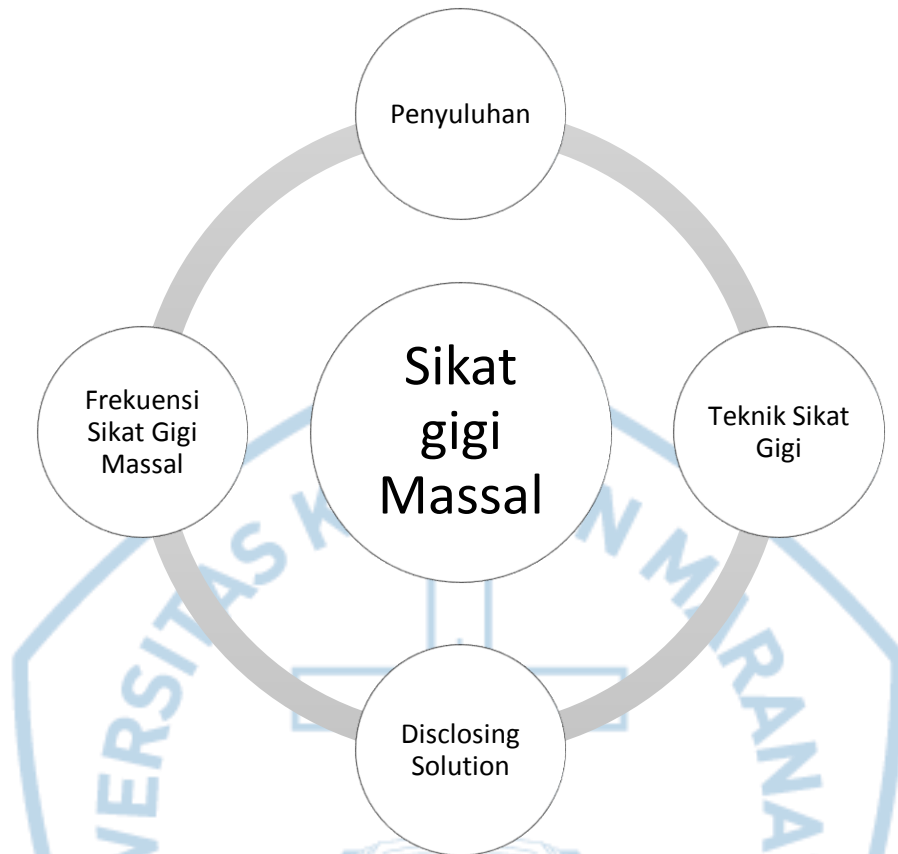 Penyuluhan
Sikat
gigi
Massal
Frekuensi
Sikat Gigi
Massal
Teknik Sikat
Gigi
Disclosing
Solution